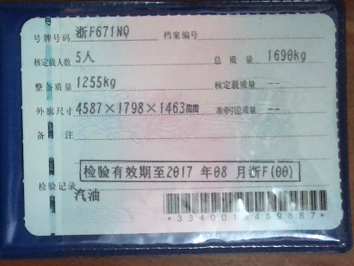 号牌号码 浙F671NQ 档案编号
核定载人数 5人 总质量 1690kg
整备质量 1255kg 核定载质量 --
外廓尺寸 4587×1798×1463mm 准牵引总质量 --
备注
检验有效期至2017 年08 月浙F(00)
检验记录
汽油